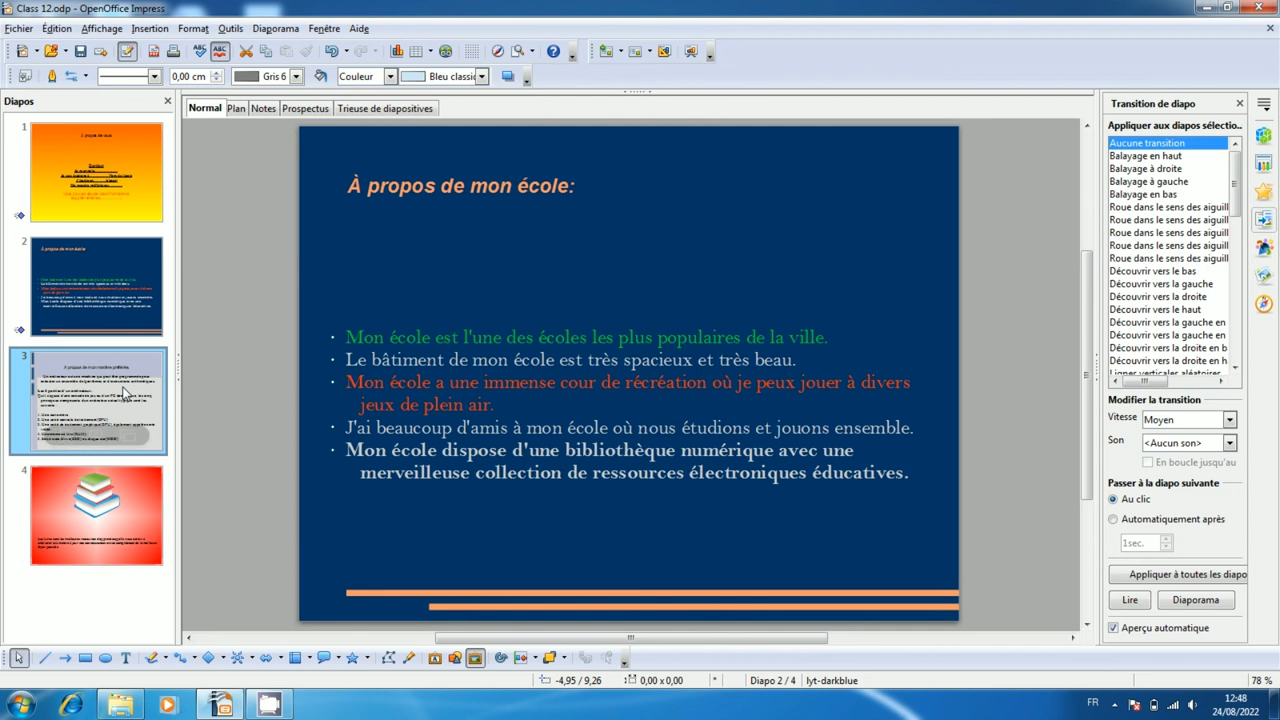 Class 12.odp - OpenOffice Impress
Fichier Édition Affichage Insertion Format Outils Diaporama Fenêtre Aide
0,00 cm Gris 6 Couleur Bleu classic
Diapos
Normal Plan Notes Prospectus Trieuse de diapositives
1
2
À propos de mon école:
3
4
À propos de mon école:
· Mon école est l'une des écoles les plus populaires de la ville.
· Le bâtiment de mon école est très spacieux et très beau.
· Mon école a une immense cour de récréation où je peux jouer à divers
jeux de plein air.
· J'ai beaucoup d'amis à mon école où nous étudions et jouons ensemble.
· Mon école dispose d'une bibliothèque numérique avec une
merveilleuse collection de ressources électroniques éducatives.
Transition de diapo
Appliquer aux diapos sélectio...
Aucune transition
Balayage en haut
Balayage à droite
Balayage à gauche
Balayage en bas
Roue dans le sens des aiguill
Roue dans le sens des aiguill
Roue dans le sens des aiguill
Roue dans le sens des aiguill
Roue dans le sens des aiguill
Découvrir vers le bas
Découvrir vers la gauche
Découvrir vers la droite
Découvrir vers le haut
Découvrir vers la gauche en
Découvrir vers la droite en b
Découvrir vers la gauche en
Découvrir vers la droite en h
Lignes verticales aléatoires
Modifier la transition
Vitesse Moyen
Son <Aucun son>
En boucle jusqu'au
Passer à la diapo suivante
Au clic
Automatiquement après
1sec.
Appliquer à toutes les diapo
Lire Diaporama
Aperçu automatique
-4,95 / 9,26 0,00 x 0,00 * Diapo 2 / 4 lyt-darkblue 78 %
FR 12:48
24/08/2022